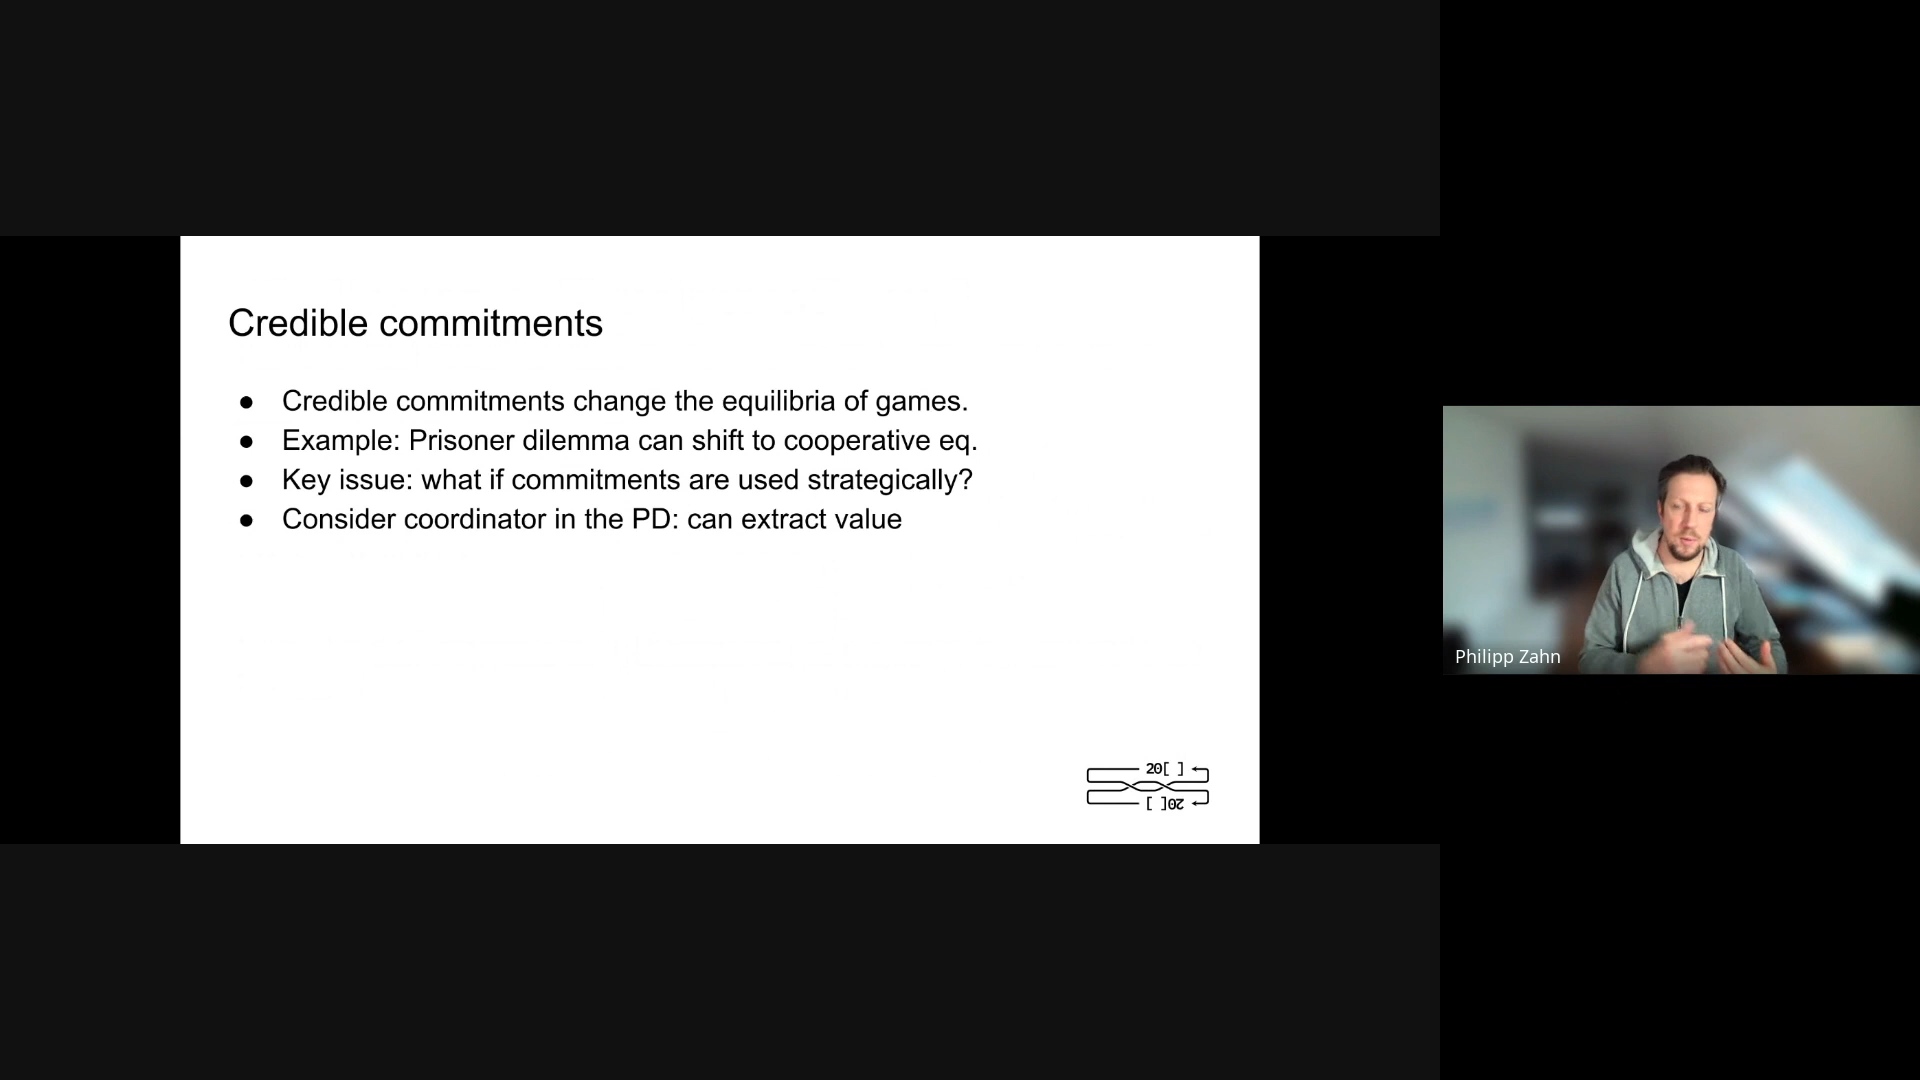 Credible commitments
● Credible commitments change the equilibria of games.
● Example: Prisoner dilemma can shift to cooperative eq.
● Key issue: what if commitments are used strategically?
● Consider coordinator in the PD: can extract value
Philipp Zahn
20[ ]
20[ ]